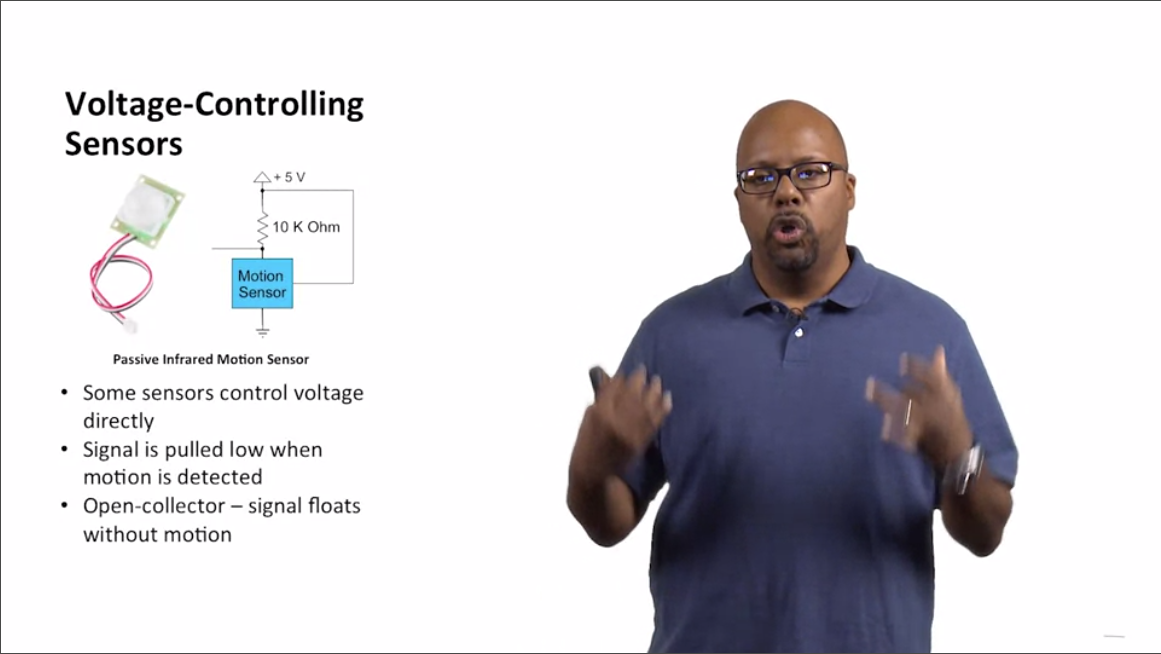 Voltage-Controlling
Sensors
+ 5 V
10 K Ohm
Motion
Sensor
Passive Infrared Motion Sensor
• Some sensors control voltage
directly
• Signal is pulled low when
motion is detected
• Open-collector – signal floats
without motion